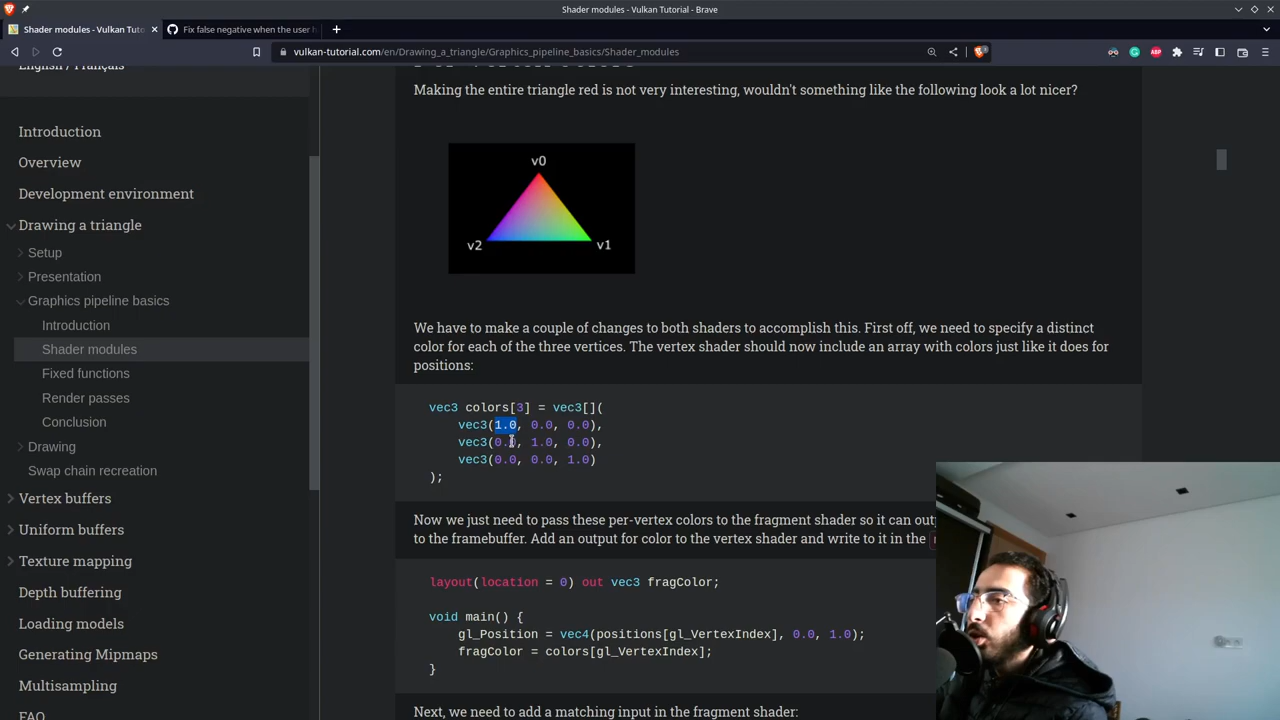 Shader modules - Vulkan Tutorial - Brave
Shader modules - Vulkan Tuto
Fix false negative when the user h
vulkan-tutorial.com/en/Drawing_a_triangle/Graphics_pipeline_basics/Shader_modules
English / Français
Introduction
Overview
Development environment
Drawing a triangle
Setup
Presentation
Graphics pipeline basics
Introduction
Shader modules
Fixed functions
Render passes
Conclusion
Drawing
Swap chain recreation
Vertex buffers
Uniform buffers
Texture mapping
Depth buffering
Loading models
Generating Mipmaps
Multisampling
FAQ
Making the entire triangle red is not very interesting, wouldn't something like the following look a lot nicer?
v0
v2
v1
We have to make a couple of changes to both shaders to accomplish this. First off, we need to specify a distinct
color for each of the three vertices. The vertex shader should now include an array with colors just like it does for
positions:
vec3 colors[3] = vec3[](
vec3(1.0, 0.0, 0.0),
vec3(0.0, 1.0, 0.0),
vec3(0.0, 0.0, 1.0)
);
Now we just need to pass these per-vertex colors to the fragment shader so it can out
to the framebuffer. Add an output for color to the vertex shader and write to it in the
layout(location = 0) out vec3 fragColor;
void main() {
gl_Position = vec4(positions[gl_VertexIndex], 0.0, 1.0);
fragColor = colors[gl_VertexIndex];
}
Next, we need to add a matching input in the fragment shader: